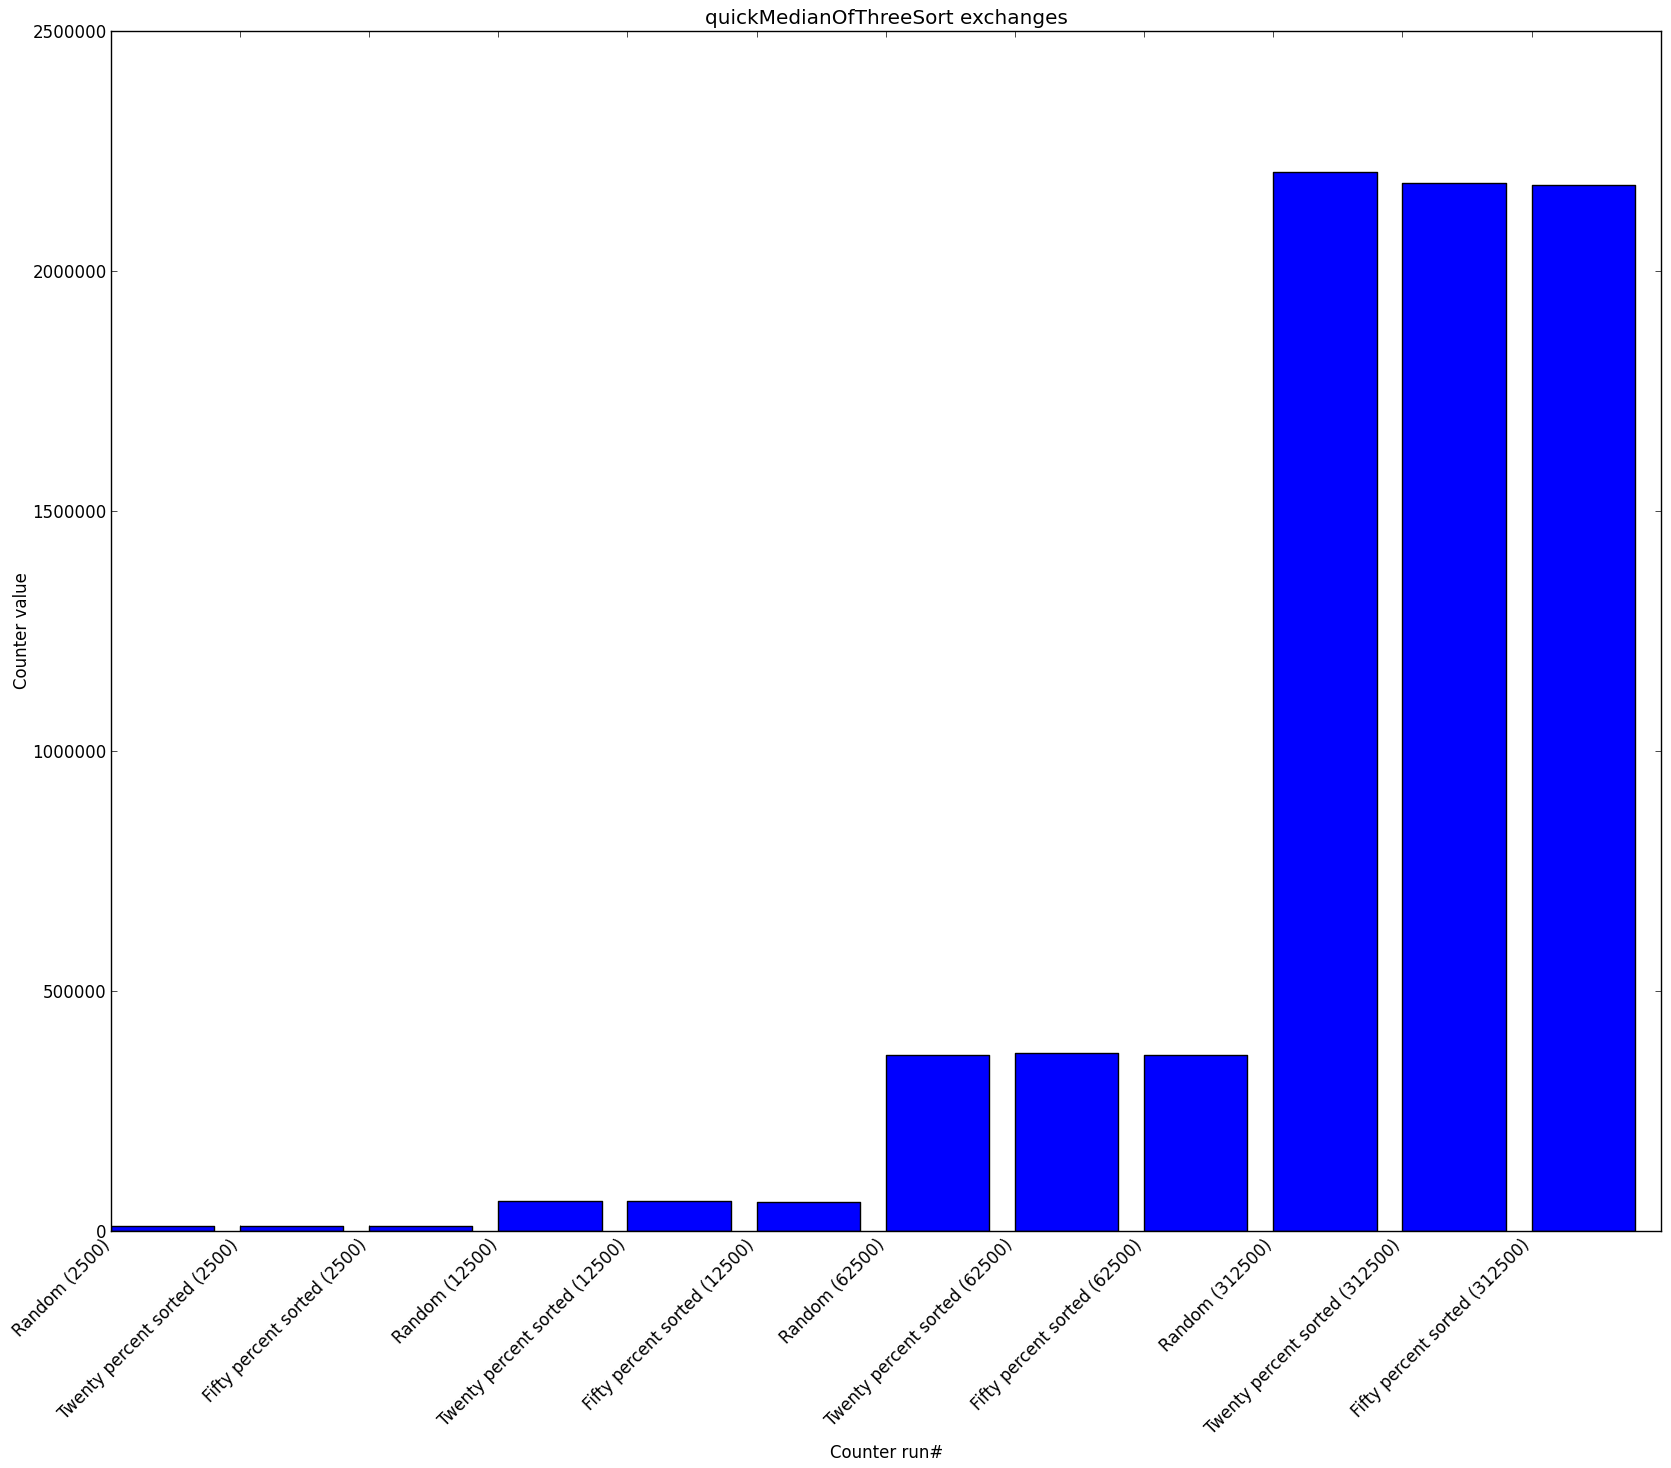 quickMedianOfThreeSort exchanges
2500000
2000000
1500000
1000000
500000
0
Counter value
Random (2500)
Twenty percent sorted (2500)
Fifty percent sorted (2500)
Random (12500)
Twenty percent sorted (12500)
Fifty percent sorted (12500)
Random (62500)
Twenty percent sorted (62500)
Fifty percent sorted (62500)
Random (312500)
Twenty percent sorted (312500)
Fifty percent sorted (312500)
Counter run#